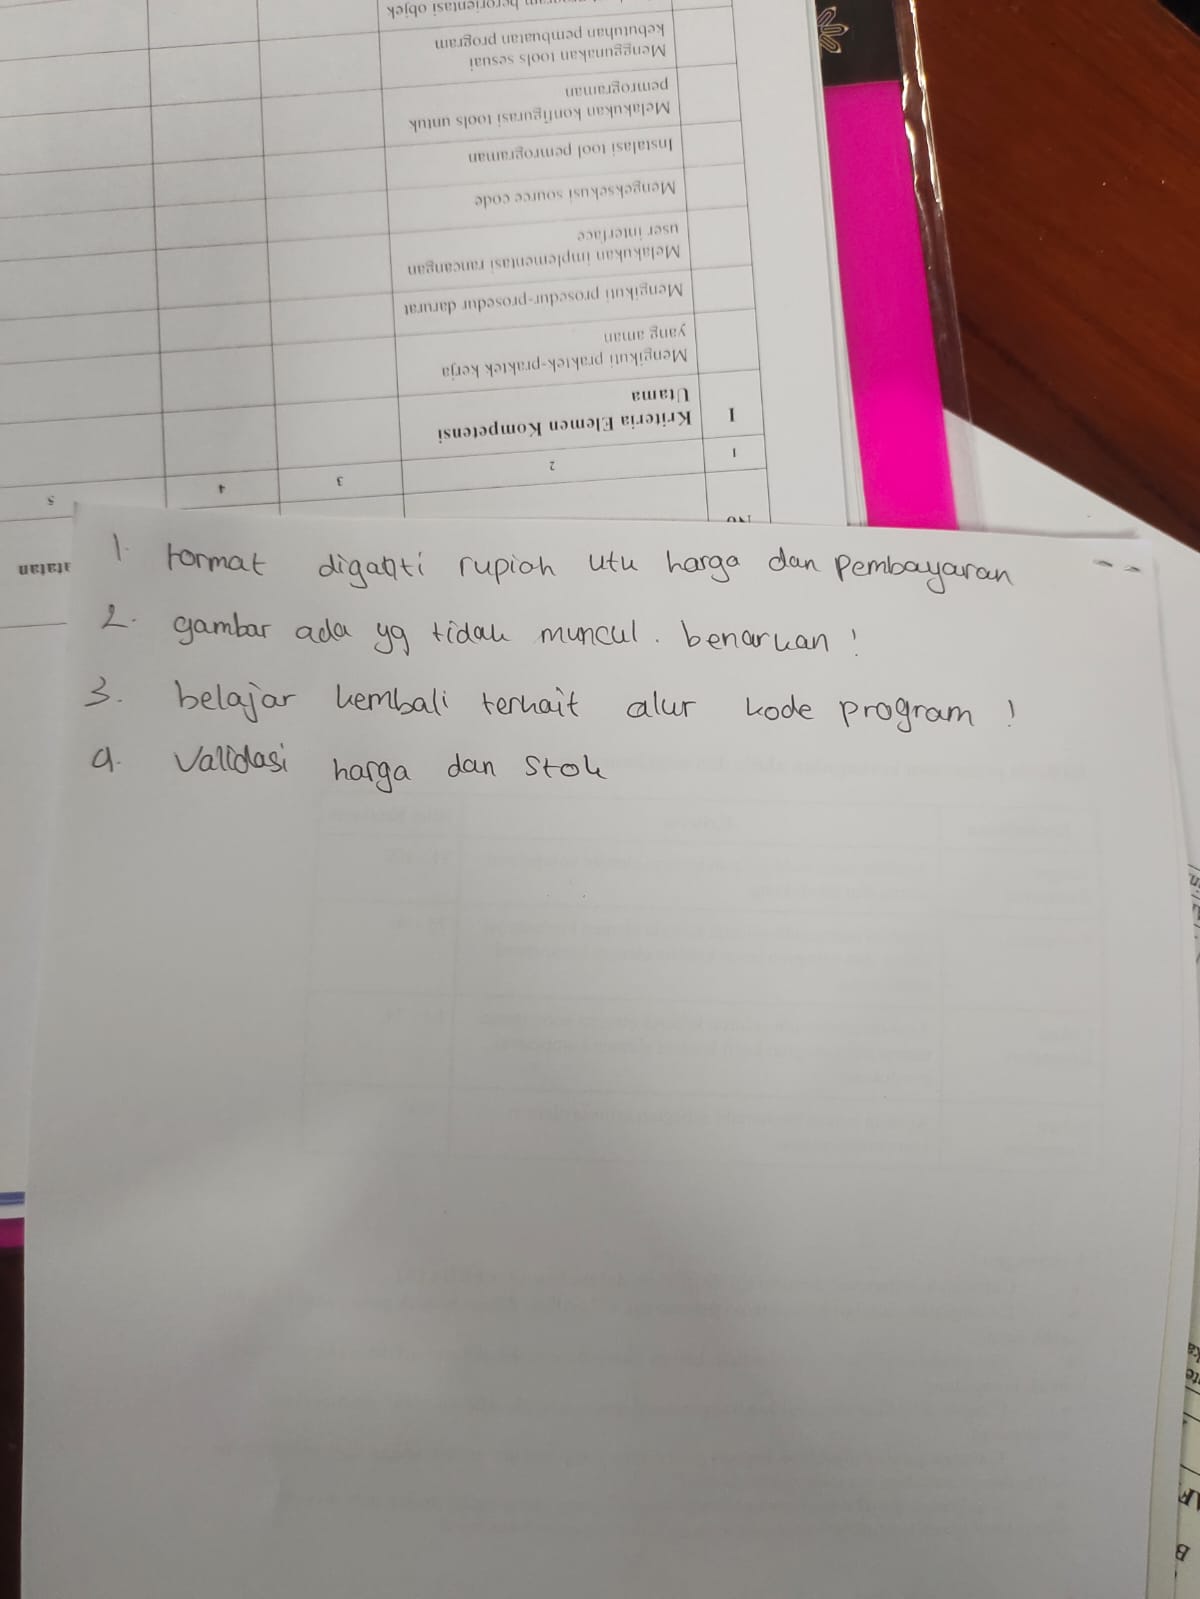 berorientasi objek
kebutuhan pembuatan program
Menggunakan tools sesuai
pemrograman
Melakukan konfigurasi tools untuk
Instalasi tool pemrograman
Mengeksekusi source code
user interface
Melakukan implementasi rancangan
Mengikuti prosedur-prosedur darurat
yang aman
Mengikuti praktek-praktek kerja
Utama
I Kriteria Elemen Kompetensi
1 2 3 4 5
No
atatan
1. Format diganti rupiah utu harga dan Pembayaran
2. gambar ada yg tidak muncul. benarkan!
3. belajar kembali terkait alur kode program!
4. Validasi harga dan Stok